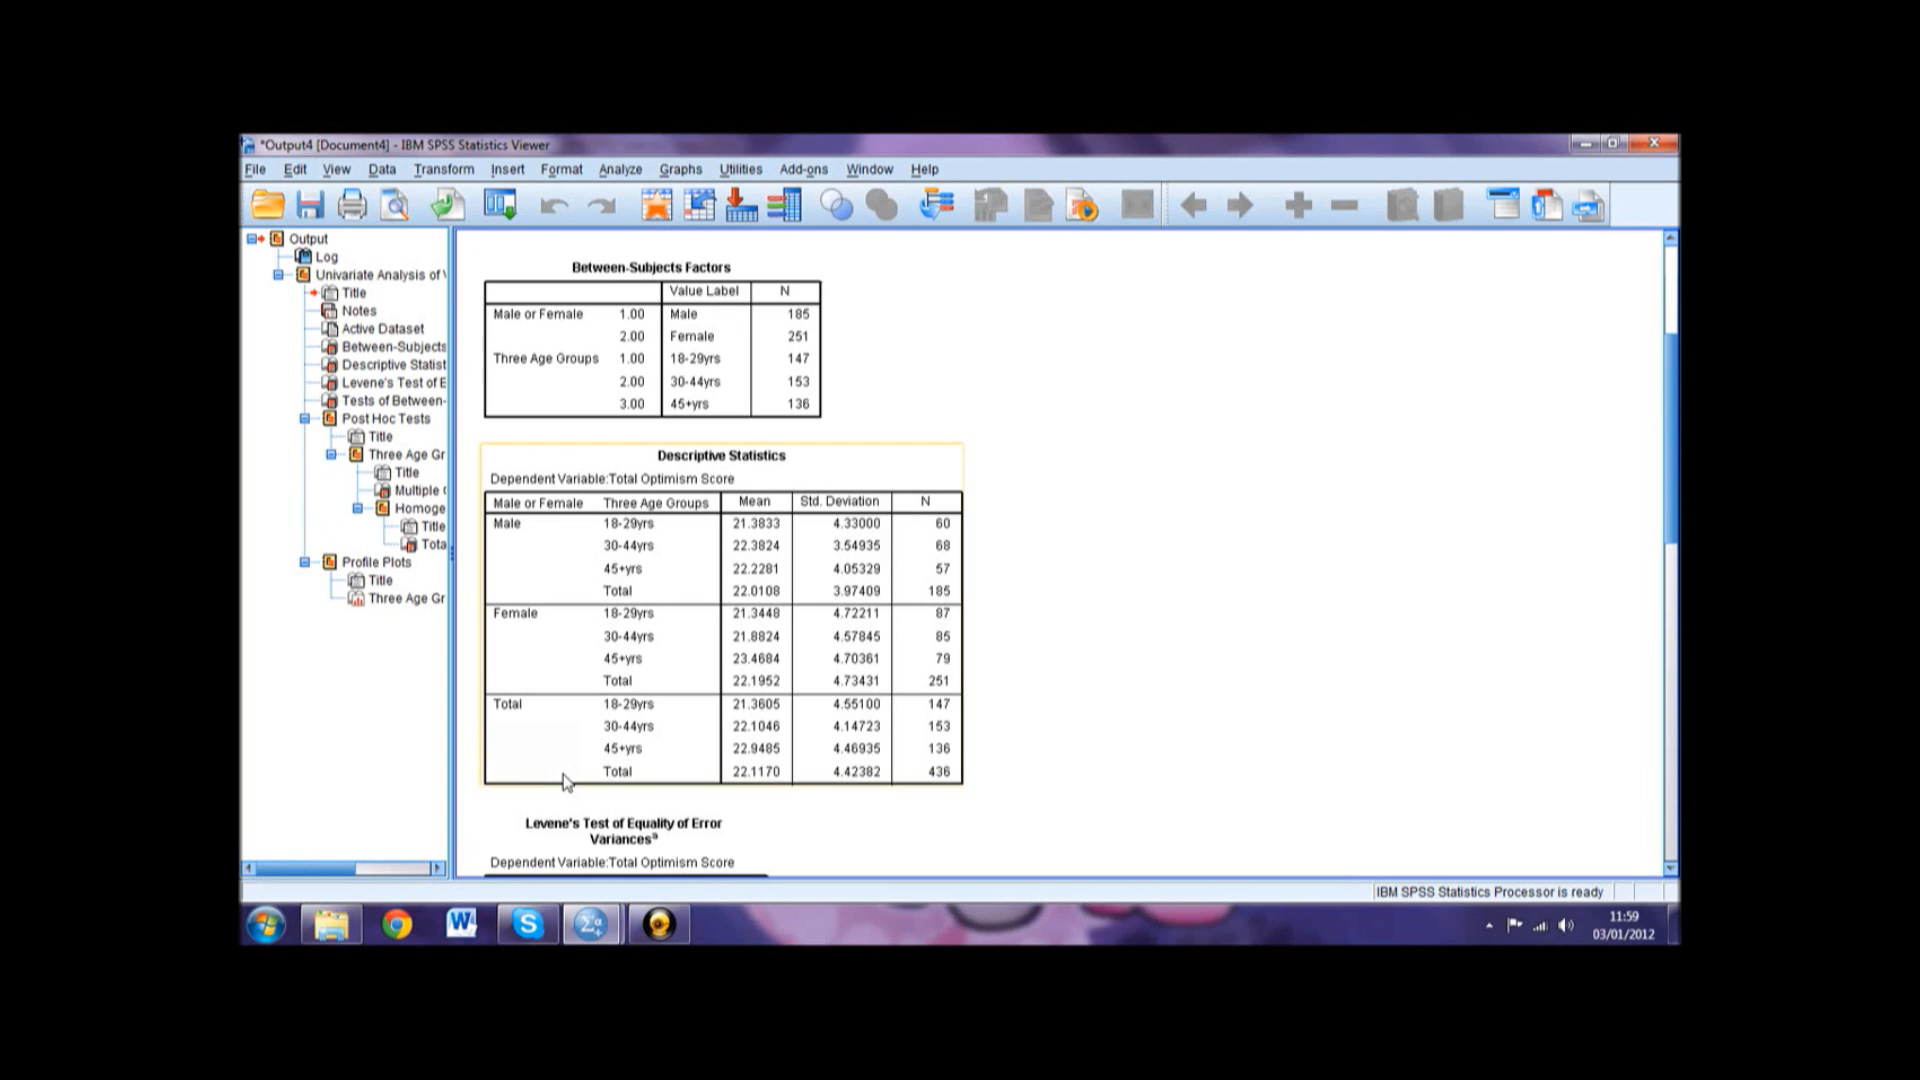 *Output4 [Document4] - IBM SPSS Statistics Viewer
File Edit View Data Transform Insert Format Analyze Graphs Utilities Add-ons Window Help
Output
Log
Univariate Analysis of
Title
Notes
Active Dataset
Between-Subjects
Descriptive Statist
Levene's Test of E
Tests of Between-
Post Hoc Tests
Title
Three Age Gr
Title
Multiple
Homoge
Title
Tota
Profile Plots
Title
Three Age Gr
Between-Subjects Factors
Value Label N
Male or Female 1.00 Male 185
2.00 Female 251
Three Age Groups 1.00 18-29yrs 147
2.00 30-44yrs 153
3.00 45+yrs 136
Descriptive Statistics
Dependent Variable:Total Optimism Score
Male or Female Three Age Groups Mean Std. Deviation N
Male 18-29yrs 21.3833 4.33000 60
30-44yrs 22.3824 3.54935 68
45+yrs 22.2281 4.05329 57
Total 22.0108 3.97409 185
Female 18-29yrs 21.3448 4.72211 87
30-44yrs 21.8824 4.57845 85
45+yrs 23.4684 4.70361 79
Total 22.1952 4.73431 251
Total 18-29yrs 21.3605 4.55100 147
30-44yrs 22.1046 4.14723 153
45+yrs 22.9485 4.46935 136
Total 22.1170 4.42382 436
Levene's Test of Equality of Error
Variancesᵃ
Dependent Variable:Total Optimism Score
IBM SPSS Statistics Processor is ready
11:59
03/01/2012